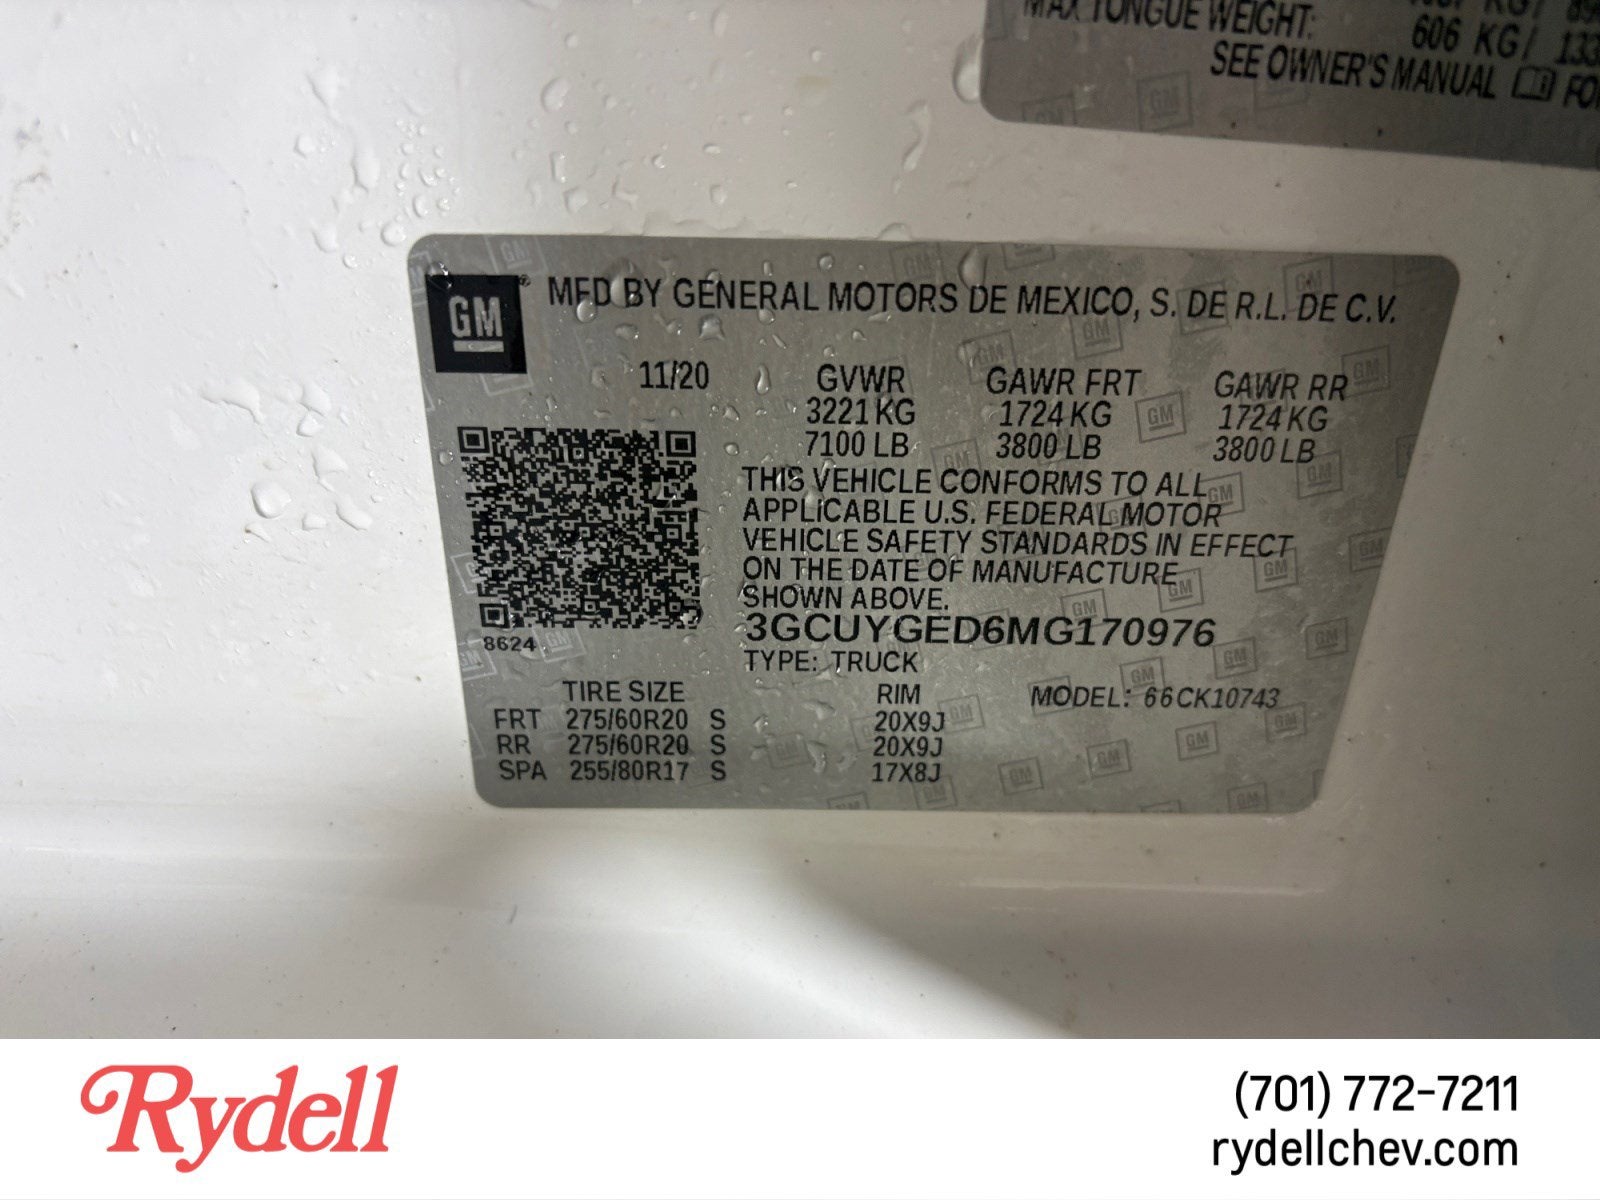 MAX TONGUE WEIGHT:
606 KG/
SEE OWNER'S MANUAL
GM MFD BY GENERAL MOTORS DE MEXICO, S. DE R.L. DE C.V.
11/20 GVWR GAWR FRT GAWR RR
3221 KG 1724 KG 1724 KG
7100 LB 3800 LB 3800 LB
THIS VEHICLE CONFORMS TO ALL
APPLICABLE U.S. FEDERAL MOTOR
VEHICLE SAFETY STANDARDS IN EFFECT
ON THE DATE OF MANUFACTURE
SHOWN ABOVE.
3GCUYGED6MG170976
8624
TYPE: TRUCK
TIRE SIZE RIM MODEL: 66CK10743
FRT 275/60R20 S 20X9J
RR 275/60R20 S 20X9J
SPA 255/80R17 S 17X8J
Rydell
(701) 772-7211
rydellchev.com